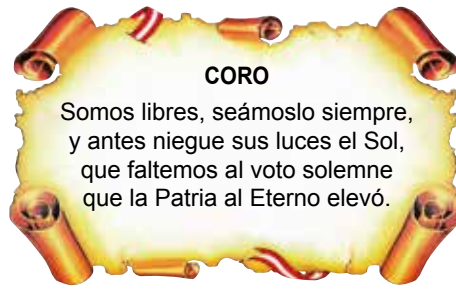 CORO
Somos libres, seámoslo siempre,
y antes niegue sus luces el Sol,
que faltemos al voto solemne
que la Patria al Eterno elevó.